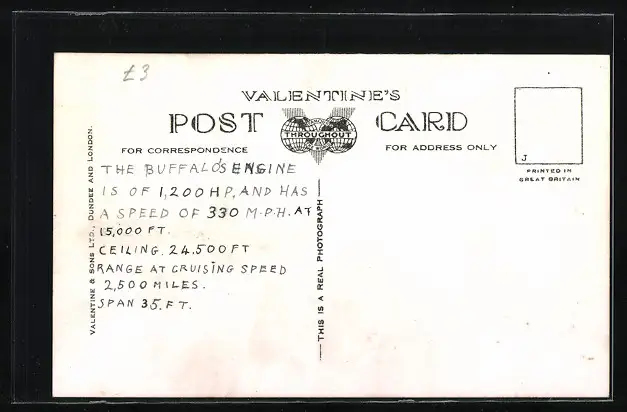 £3
VALENTINE'S
POST CARD
THROUGHOUT
FOR CORRESPONDENCE
FOR ADDRESS ONLY
J
PRINTED IN
GREAT BRITAIN
VALENTINE & SONS LTD., DUNDEE AND LONDON.
THE BUFFALO'S ENGINE
IS OF 1,200 HP, AND HAS
A SPEED OF 330 M.P.H. AT
15,000 FT.
CEILING. 24.500 FT
RANGE AT CRUISING SPEED
2,500 MILES.
SPAN 35. FT.
THIS IS A REAL PHOTOGRAPH